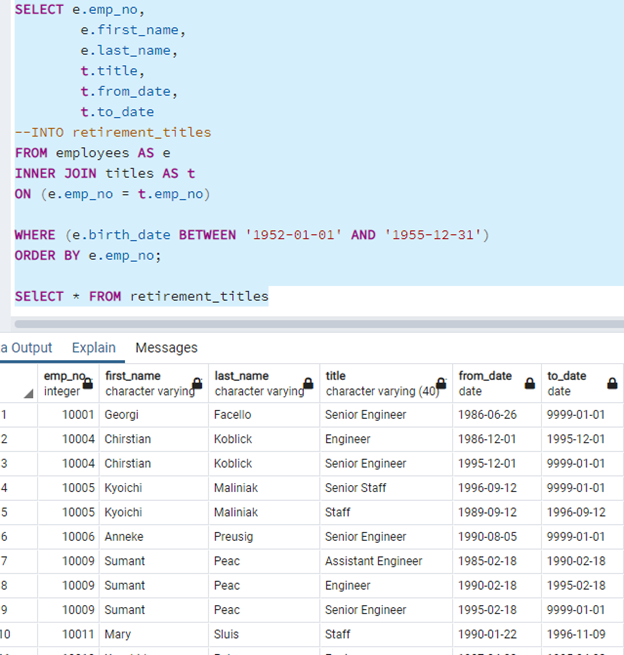 SELECT e.emp_no,
e.first_name,
e.last_name,
t.title,
t.from_date,
t.to_date
--INTO retirement_titles
FROM employees AS e
INNER JOIN titles AS t
ON (e.emp_no = t.emp_no)
WHERE (e.birth_date BETWEEN '1952-01-01' AND '1955-12-31')
ORDER BY e.emp_no;
SElECT * FROM retirement_titles
a Output Explain Messages
emp_no first_name last_name title from_date to_date
integer character varying character varying character varying (40) date date
1 10001 Georgi Facello Senior Engineer 1986-06-26 9999-01-01
2 10004 Chirstian Koblick Engineer 1986-12-01 1995-12-01
3 10004 Chirstian Koblick Senior Engineer 1995-12-01 9999-01-01
4 10005 Kyoichi Maliniak Senior Staff 1996-09-12 9999-01-01
5 10005 Kyoichi Maliniak Staff 1989-09-12 1996-09-12
6 10006 Anneke Preusig Senior Engineer 1990-08-05 9999-01-01
7 10009 Sumant Peac Assistant Engineer 1985-02-18 1990-02-18
8 10009 Sumant Peac Engineer 1990-02-18 1995-02-18
9 10009 Sumant Peac Senior Engineer 1995-02-18 9999-01-01
10 10011 Mary Sluis Staff 1990-01-22 1996-11-09